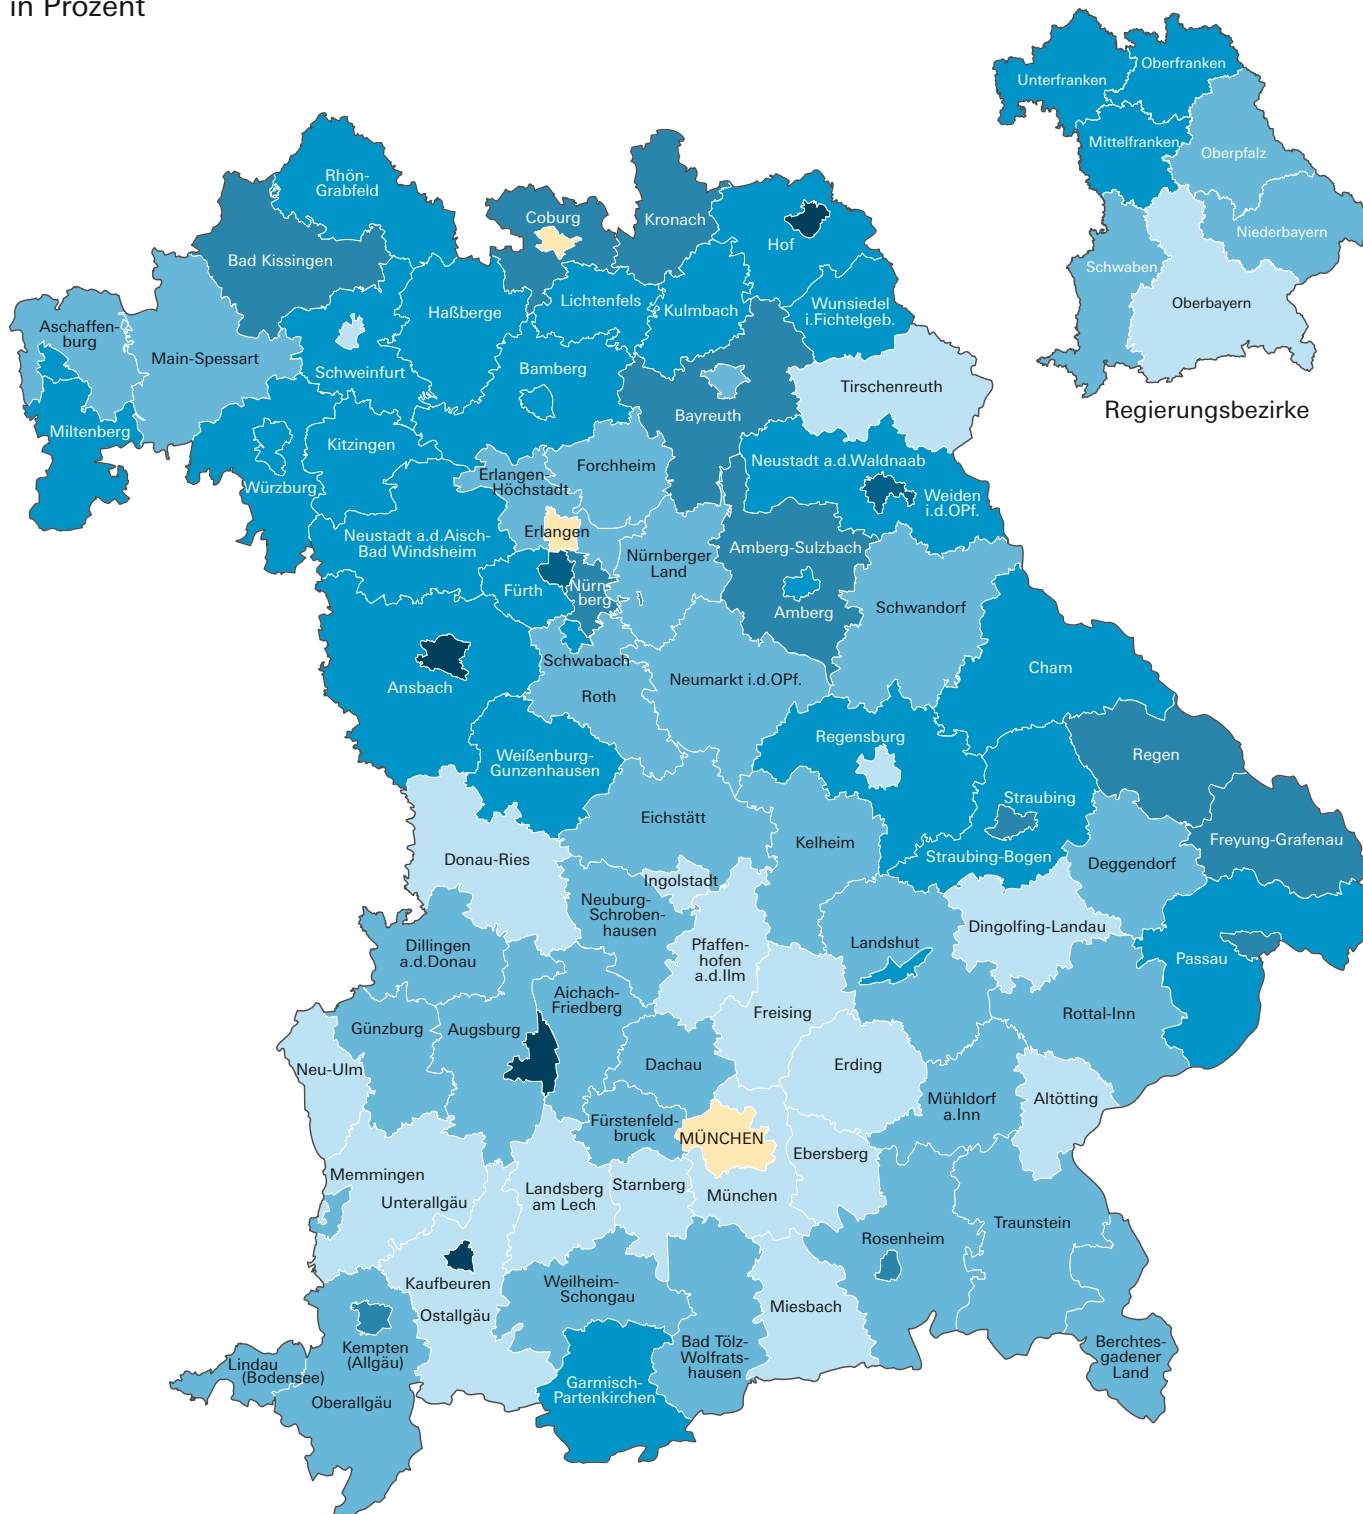 in Prozent
Unterfranken
Oberfranken
Mittelfranken
Oberpfalz
Niederbayern
Schwaben
Oberbayern
Regierungsbezirke
Rhön-
Grabfeld
Coburg
Kronach
Hof
Bad Kissingen
Lichtenfels
Kulmbach
Wunsiedel
i.Fichtelgeb.
Haßberge
Aschaffen-
burg
Main-Spessart
Schweinfurt
Bamberg
Tirschenreuth
Bayreuth
Miltenberg
Kitzingen
Würzburg
Erlangen-
Höchstadt
Forchheim
Neustadt a.d.Waldnaab
Weiden
i.d.OPf.
Neustadt a.d.Aisch-
Bad Windsheim
Erlangen
Nürnberger
Land
Amberg-Sulzbach
Fürth
Nürn-
berg
Amberg
Schwandorf
Ansbach
Schwabach
Roth
Neumarkt i.d.OPf.
Cham
Weißenburg-
Gunzenhausen
Regensburg
Regen
Straubing
Eichstätt
Kelheim
Straubing-Bogen
Freyung-Grafenau
Deggendorf
Donau-Ries
Ingolstadt
Neuburg-
Schroben-
hausen
Pfaffen-
hofen
a.d.Ilm
Landshut
Dingolfing-Landau
Passau
Dillingen
a.d.Donau
Aichach-
Friedberg
Freising
Rottal-Inn
Günzburg
Augsburg
Neu-Ulm
Dachau
Erding
Mühldorf
a.Inn
Altötting
Fürstenfeld-
bruck
MÜNCHEN
Ebersberg
Memmingen
Unterallgäu
Landsberg
am Lech
Starnberg
München
Traunstein
Rosenheim
Kaufbeuren
Ostallgäu
Weilheim-
Schongau
Miesbach
Kempten
(Allgäu)
Lindau
(Bodensee)
Oberallgäu
Garmisch-
Partenkirchen
Bad Tölz-
Wolfrats-
hausen
Berchtes-
gadener
Land